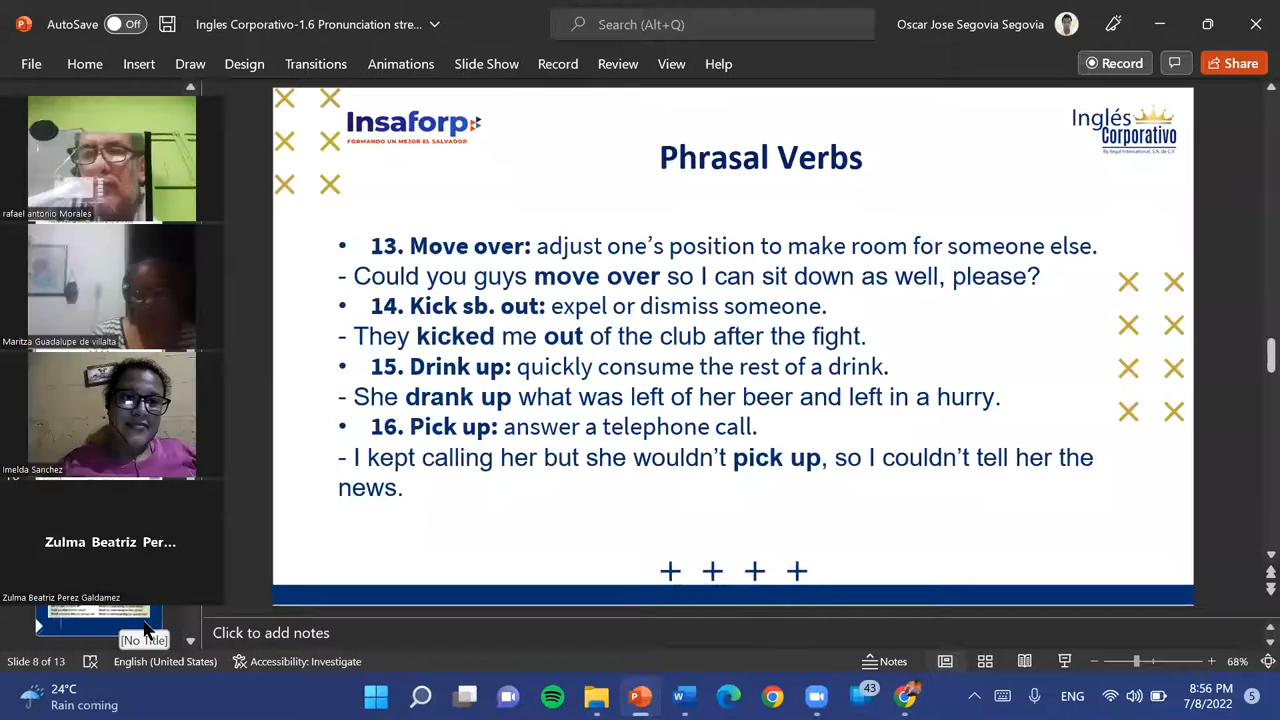 AutoSave Off Ingles Corporativo-1.6 Pronunciation stre... Search (Alt+Q) Oscar Jose Segovia Segovia
File Home Insert Draw Design Transitions Animations Slide Show Record Review View Help Record Share
rafael antonio Morales
Maritza Guadalupe de villalta
Imelda Sanchez
Zulma Beatriz Per...
Zulma Beatriz Perez Galdamez
[No Title]
Insaforp
FORMANDO UN MEJOR EL SALVADOR
Inglés
Corporativo
Phrasal Verbs
• 13. Move over: adjust one's position to make room for someone else.
- Could you guys move over so I can sit down as well, please?
• 14. Kick sb. out: expel or dismiss someone.
- They kicked me out of the club after the fight.
• 15. Drink up: quickly consume the rest of a drink.
- She drank up what was left of her beer and left in a hurry.
• 16. Pick up: answer a telephone call.
- I kept calling her but she wouldn't pick up, so I couldn't tell her the
news.
+ + + +
Click to add notes
Slide 8 of 13 English (United States) Accessibility: Investigate Notes 68%
24°C
Rain coming
43
ENG
8:56 PM
7/8/2022
5